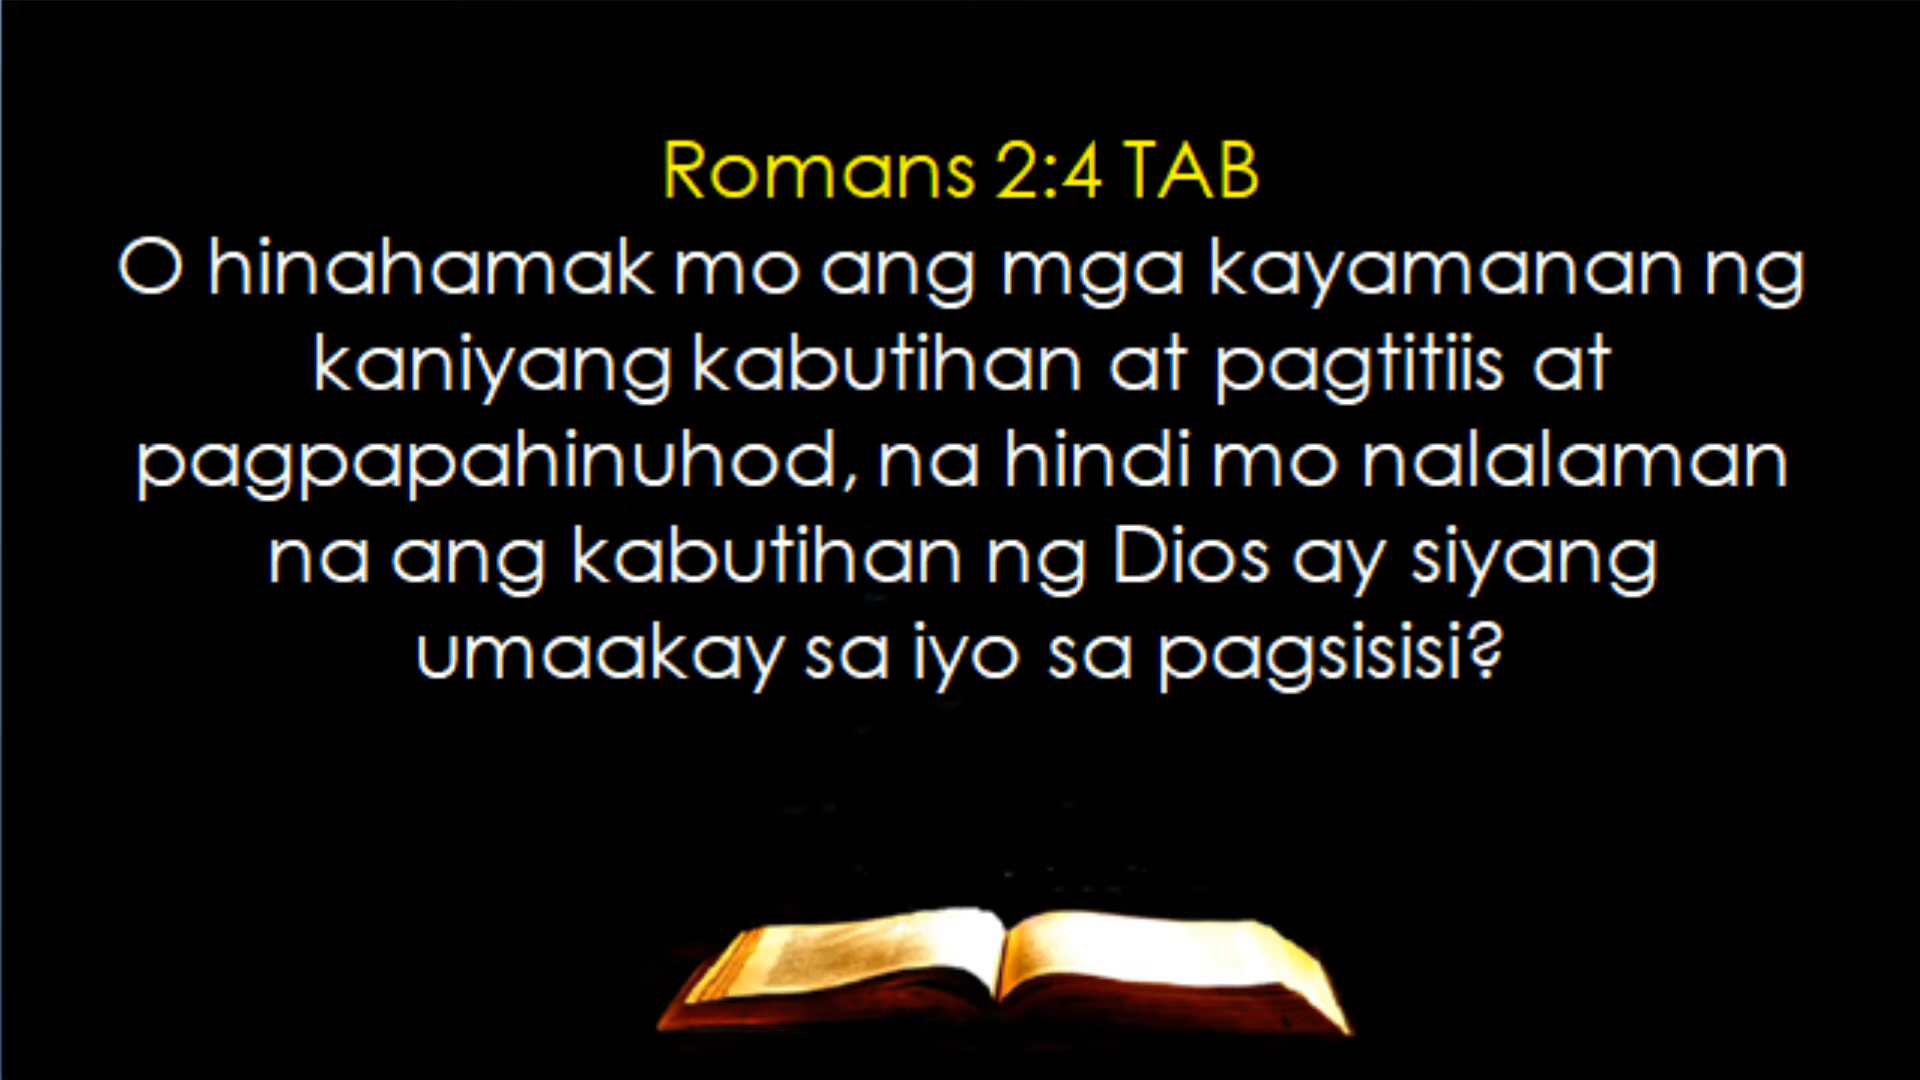 Romans 2:4 TAB
O hinahamak mo ang mga kayamanan ng
kaniyang kabutihan at pagtitiis at
pagpapahinuhod, na hindi mo nalalaman
na ang kabutihan ng Dios ay siyang
umaakay sa iyo sa pagsisisi?